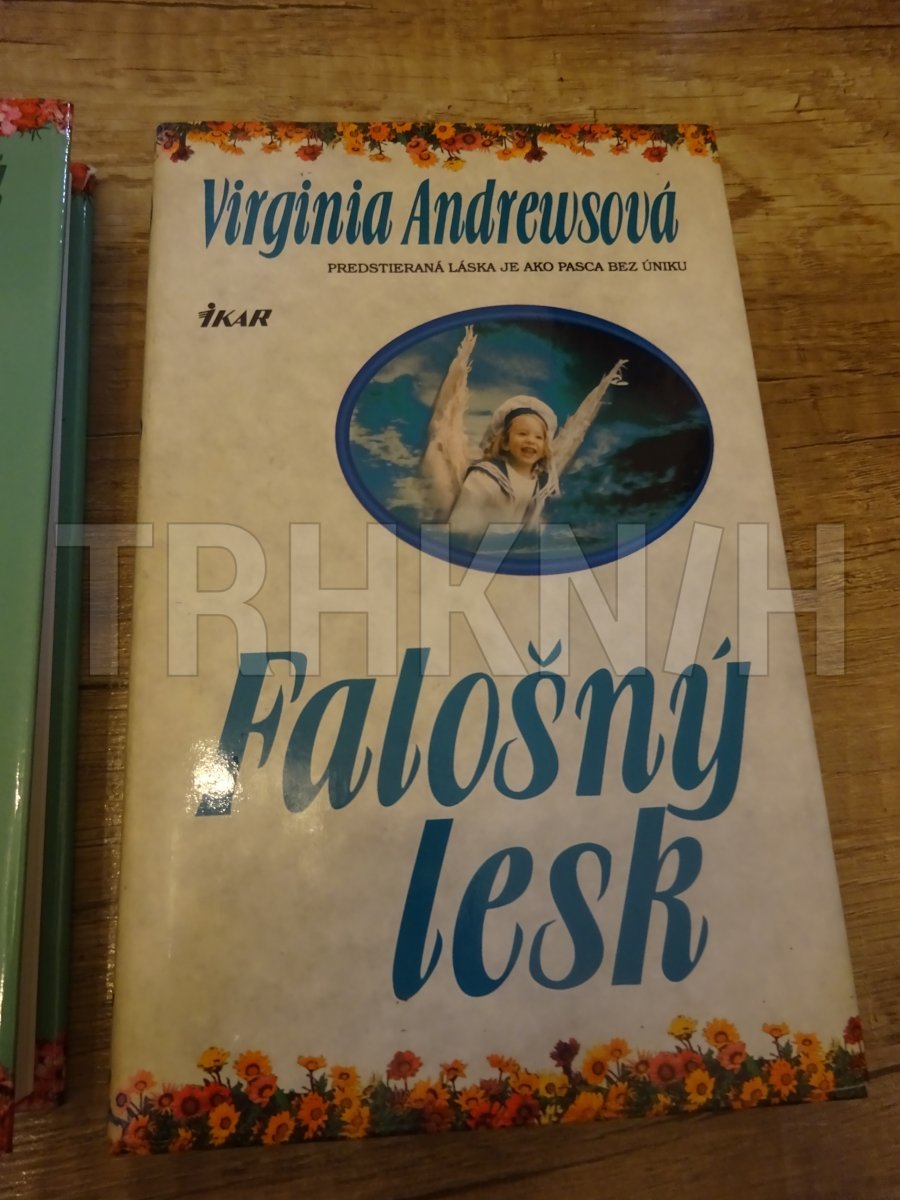 Virginia Andrewsová
PREDSTIERANÁ LÁSKA JE AKO PASCA BEZ ÚNIKU
IKAR
TRHKNIH
Falošný
lesk